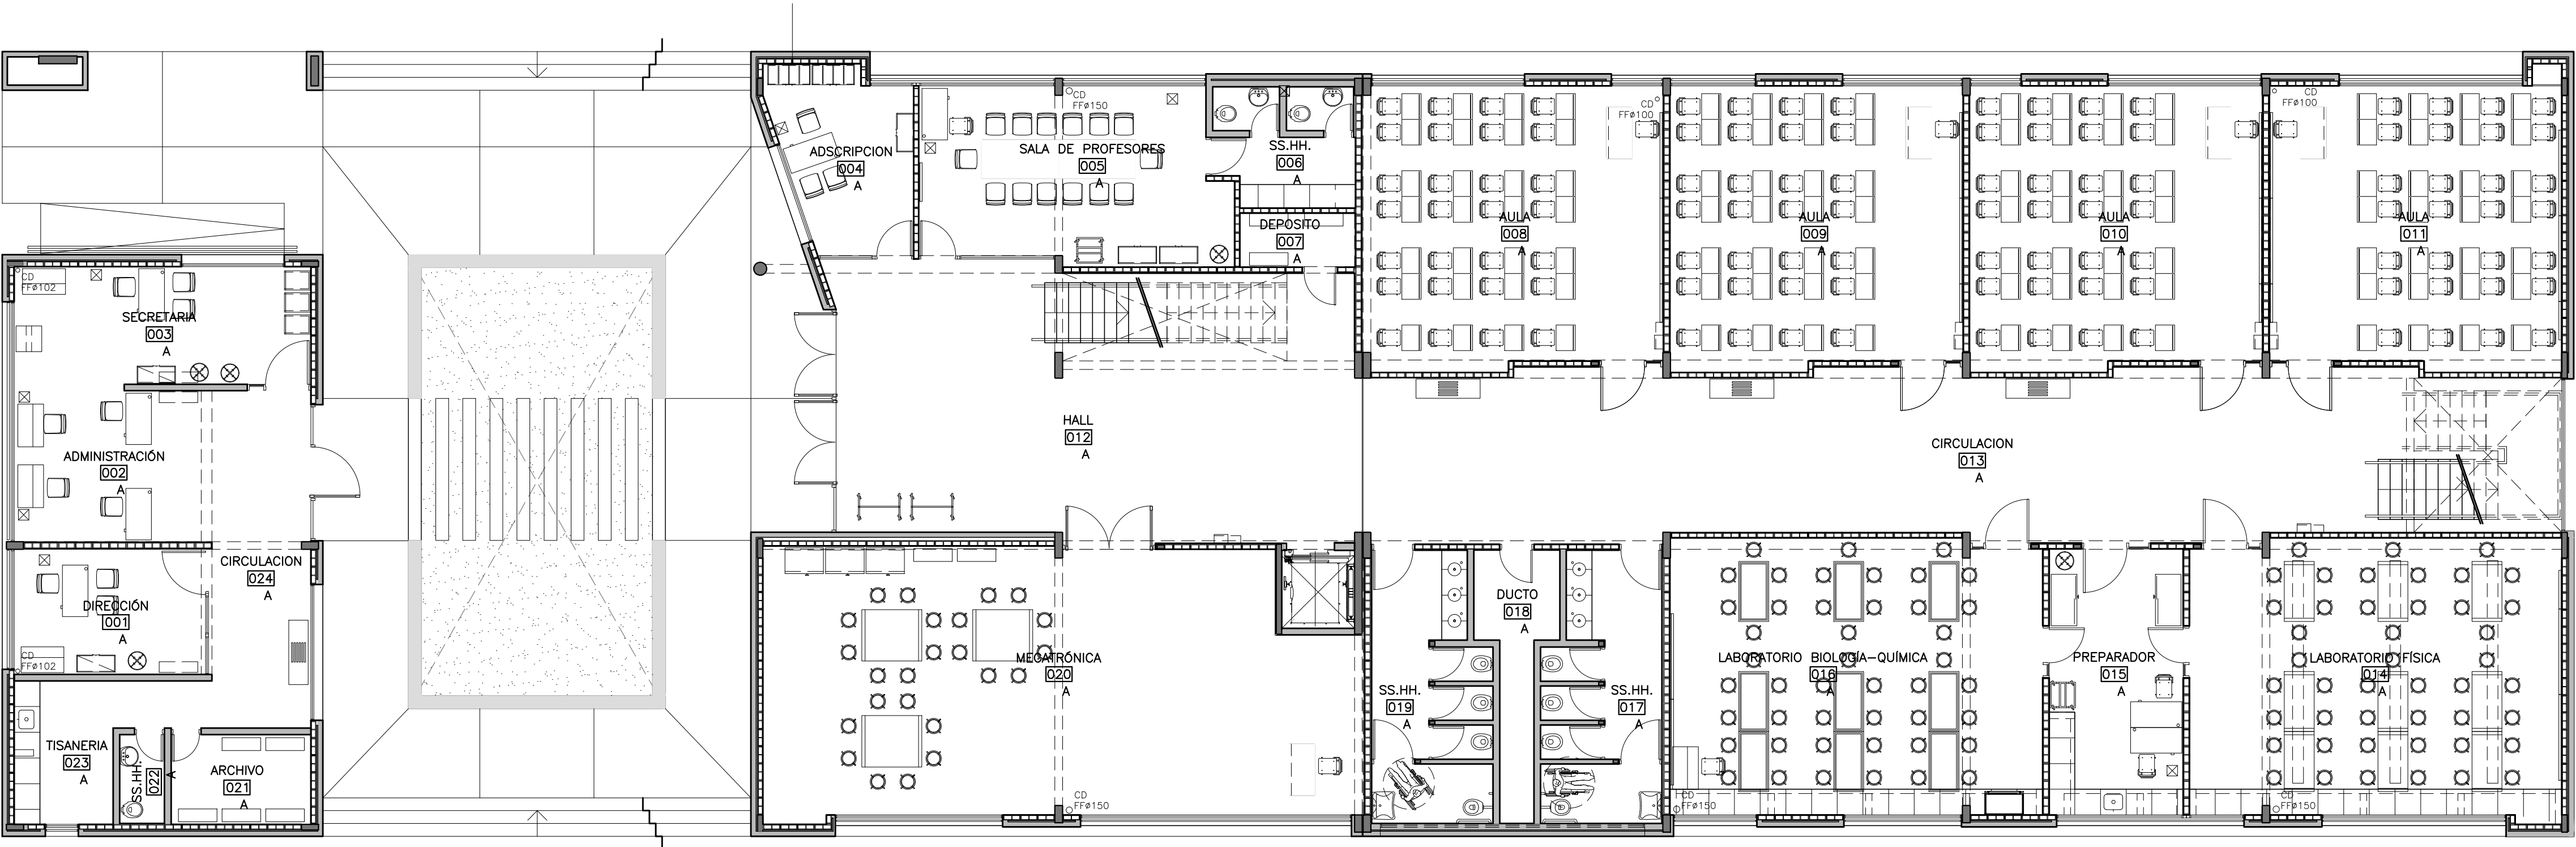 CD
FFø150
CD
FFø100
CD
FFø100
ADSCRIPCION
004
A
SALA DE PROFESORES
005
A
SS.HH.
006
A
DEPOSITO
007
A
AULA
008
A
AULA
009
A
AULA
010
A
AULA
011
A
CD
FFø102
SECRETARIA
003
A
ADMINISTRACIÓN
002
A
HALL
012
A
CIRCULACION
013
A
CIRCULACION
024
A
DIRECCIÓN
001
A
CD
FFø102
DUCTO
018
A
MECATRÓNICA
020
A
SS.HH.
019
A
SS.HH.
017
A
LABORATORIO BIOLOGÍA-QUÍMICA
016
A
PREPARADOR
015
A
LABORATORIO FÍSICA
014
A
TISANERIA
023
A
SS.HH.
022
A
ARCHIVO
021
A
CD
FFø150
CD
FFø150
CD
FFø150